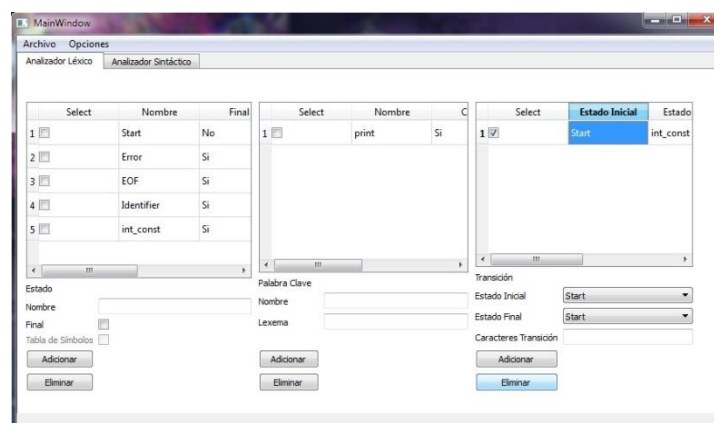 MainWindow
Archivo Opciones
Analizador Léxico Analizador Sintáctico
Select Nombre Final
1 Start No
2 Error Si
3 EOF Si
4 Identifier Si
5 int_const Si
Estado
Nombre
Final
Tabla de Símbolos
Adicionar
Eliminar
Select Nombre C
1 print Si
Palabra Clave
Nombre
Lexema
Adicionar
Eliminar
Select Estado Inicial Estado
1 Start int_const
Transición
Estado Inicial Start
Estado Final Start
Caracteres Transición
Adicionar
Eliminar